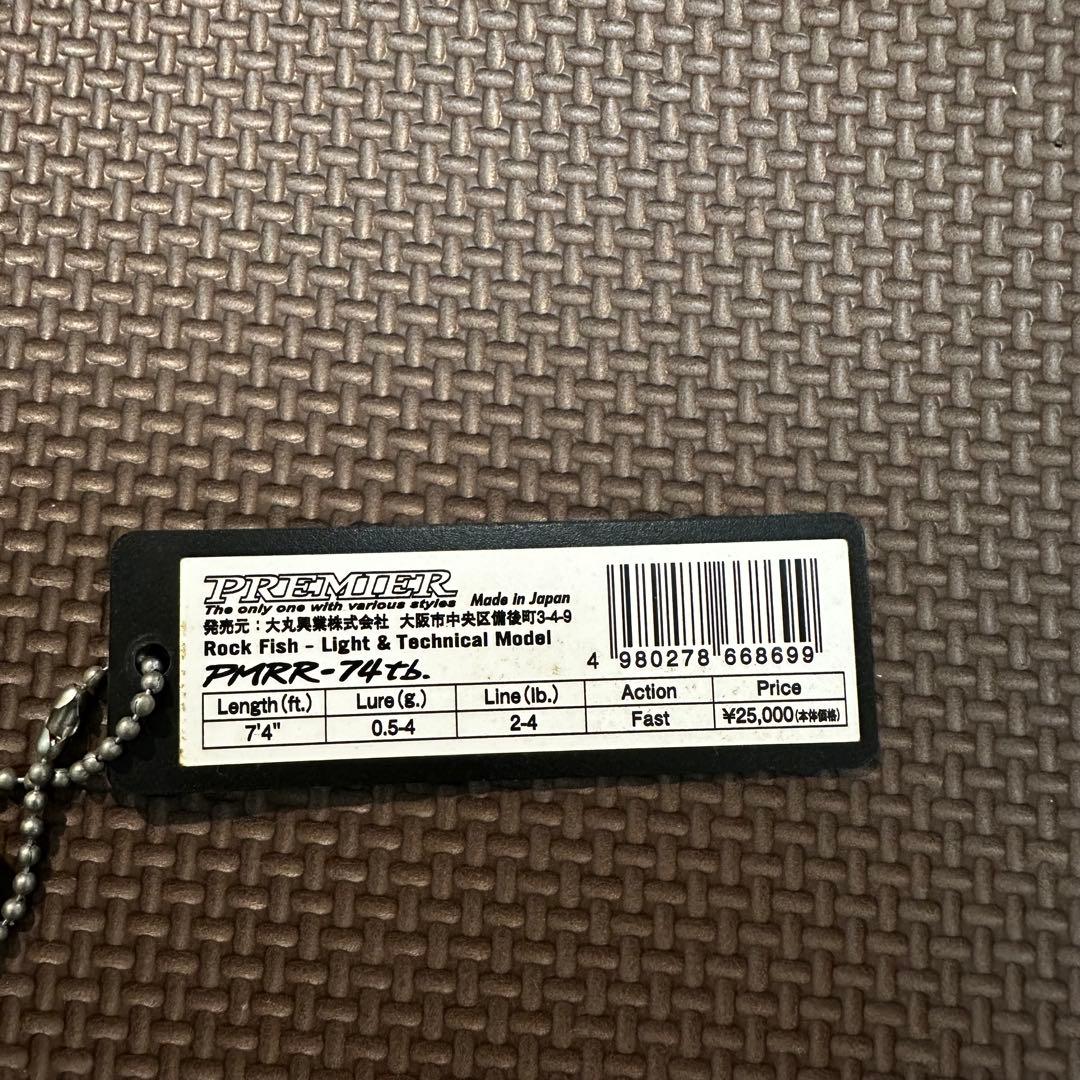 PREMIER
The only one with various styles Made in Japan
発売元：大丸興業株式会社 大阪市中央区備後町3-4-9
Rock Fish - Light & Technical Model
PMRR-74tb.
4 980278 668699
Length(ft.) Lure(g.) Line(lb.) Action Price
7'4" 0.5-4 2-4 Fast ¥25,000(本体価格)